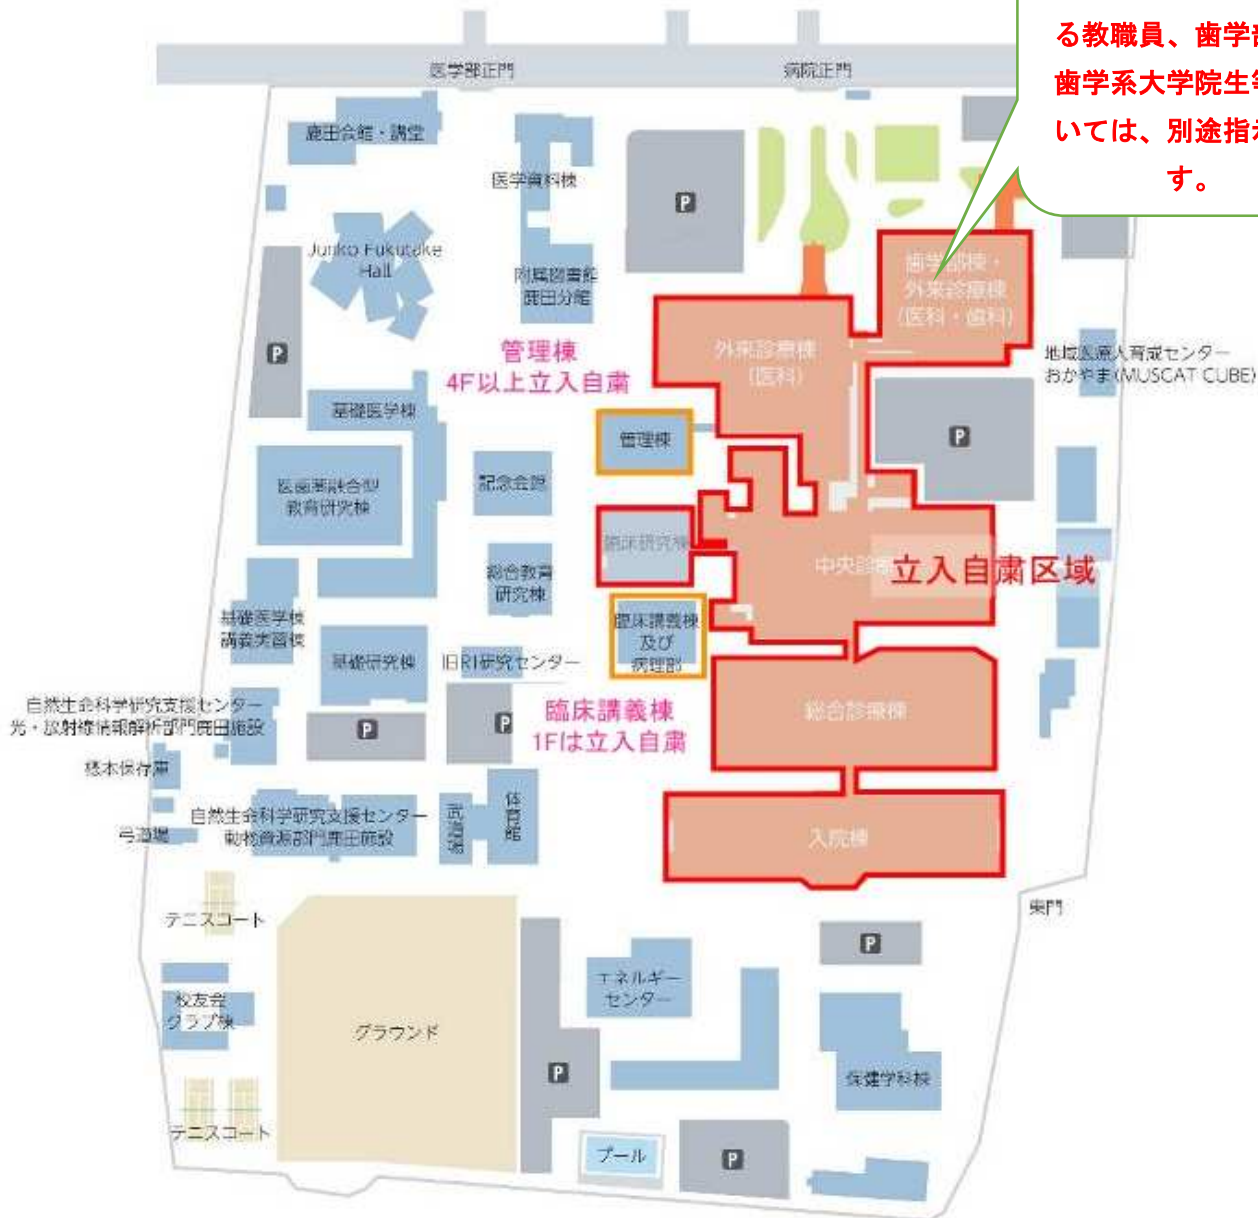 る教職員、歯学部
歯学系大学院生等
いては、別途指示
す。
医学部正門
病院正門
鹿田会館・講堂
医学資料棟
P
Junko Fukutake
Hall
附属図書館
鹿田分館
歯学部棟・
外来診療棟
(医科・歯科)
管理棟
4F以上立入自粛
外来診療棟
(医科)
地域医療人育成センター
おかやま(MUSCAT CUBE)
P
基礎医学棟
管理棟
P
医歯薬融合型
教育研究棟
記念会館
臨床研究棟
中央診
立入自粛区域
総合教育
研究棟
基礎医学棟
講義実習棟
臨床講義棟
及び
病理部
基礎研究棟
旧RI研究センター
自然生命科学研究支援センター
光・放射線情報解析部門鹿田施設
P
P
臨床講義棟
1Fは立入自粛
総合診療棟
標本保存庫
自然生命科学研究支援センター
動物資源部門鹿田施設
武道場
体育館
弓道場
入院棟
テニスコート
東門
P
校友会
クラブ棟
グラウンド
エネルギー
センター
P
保健学科棟
テニスコート
プール
P